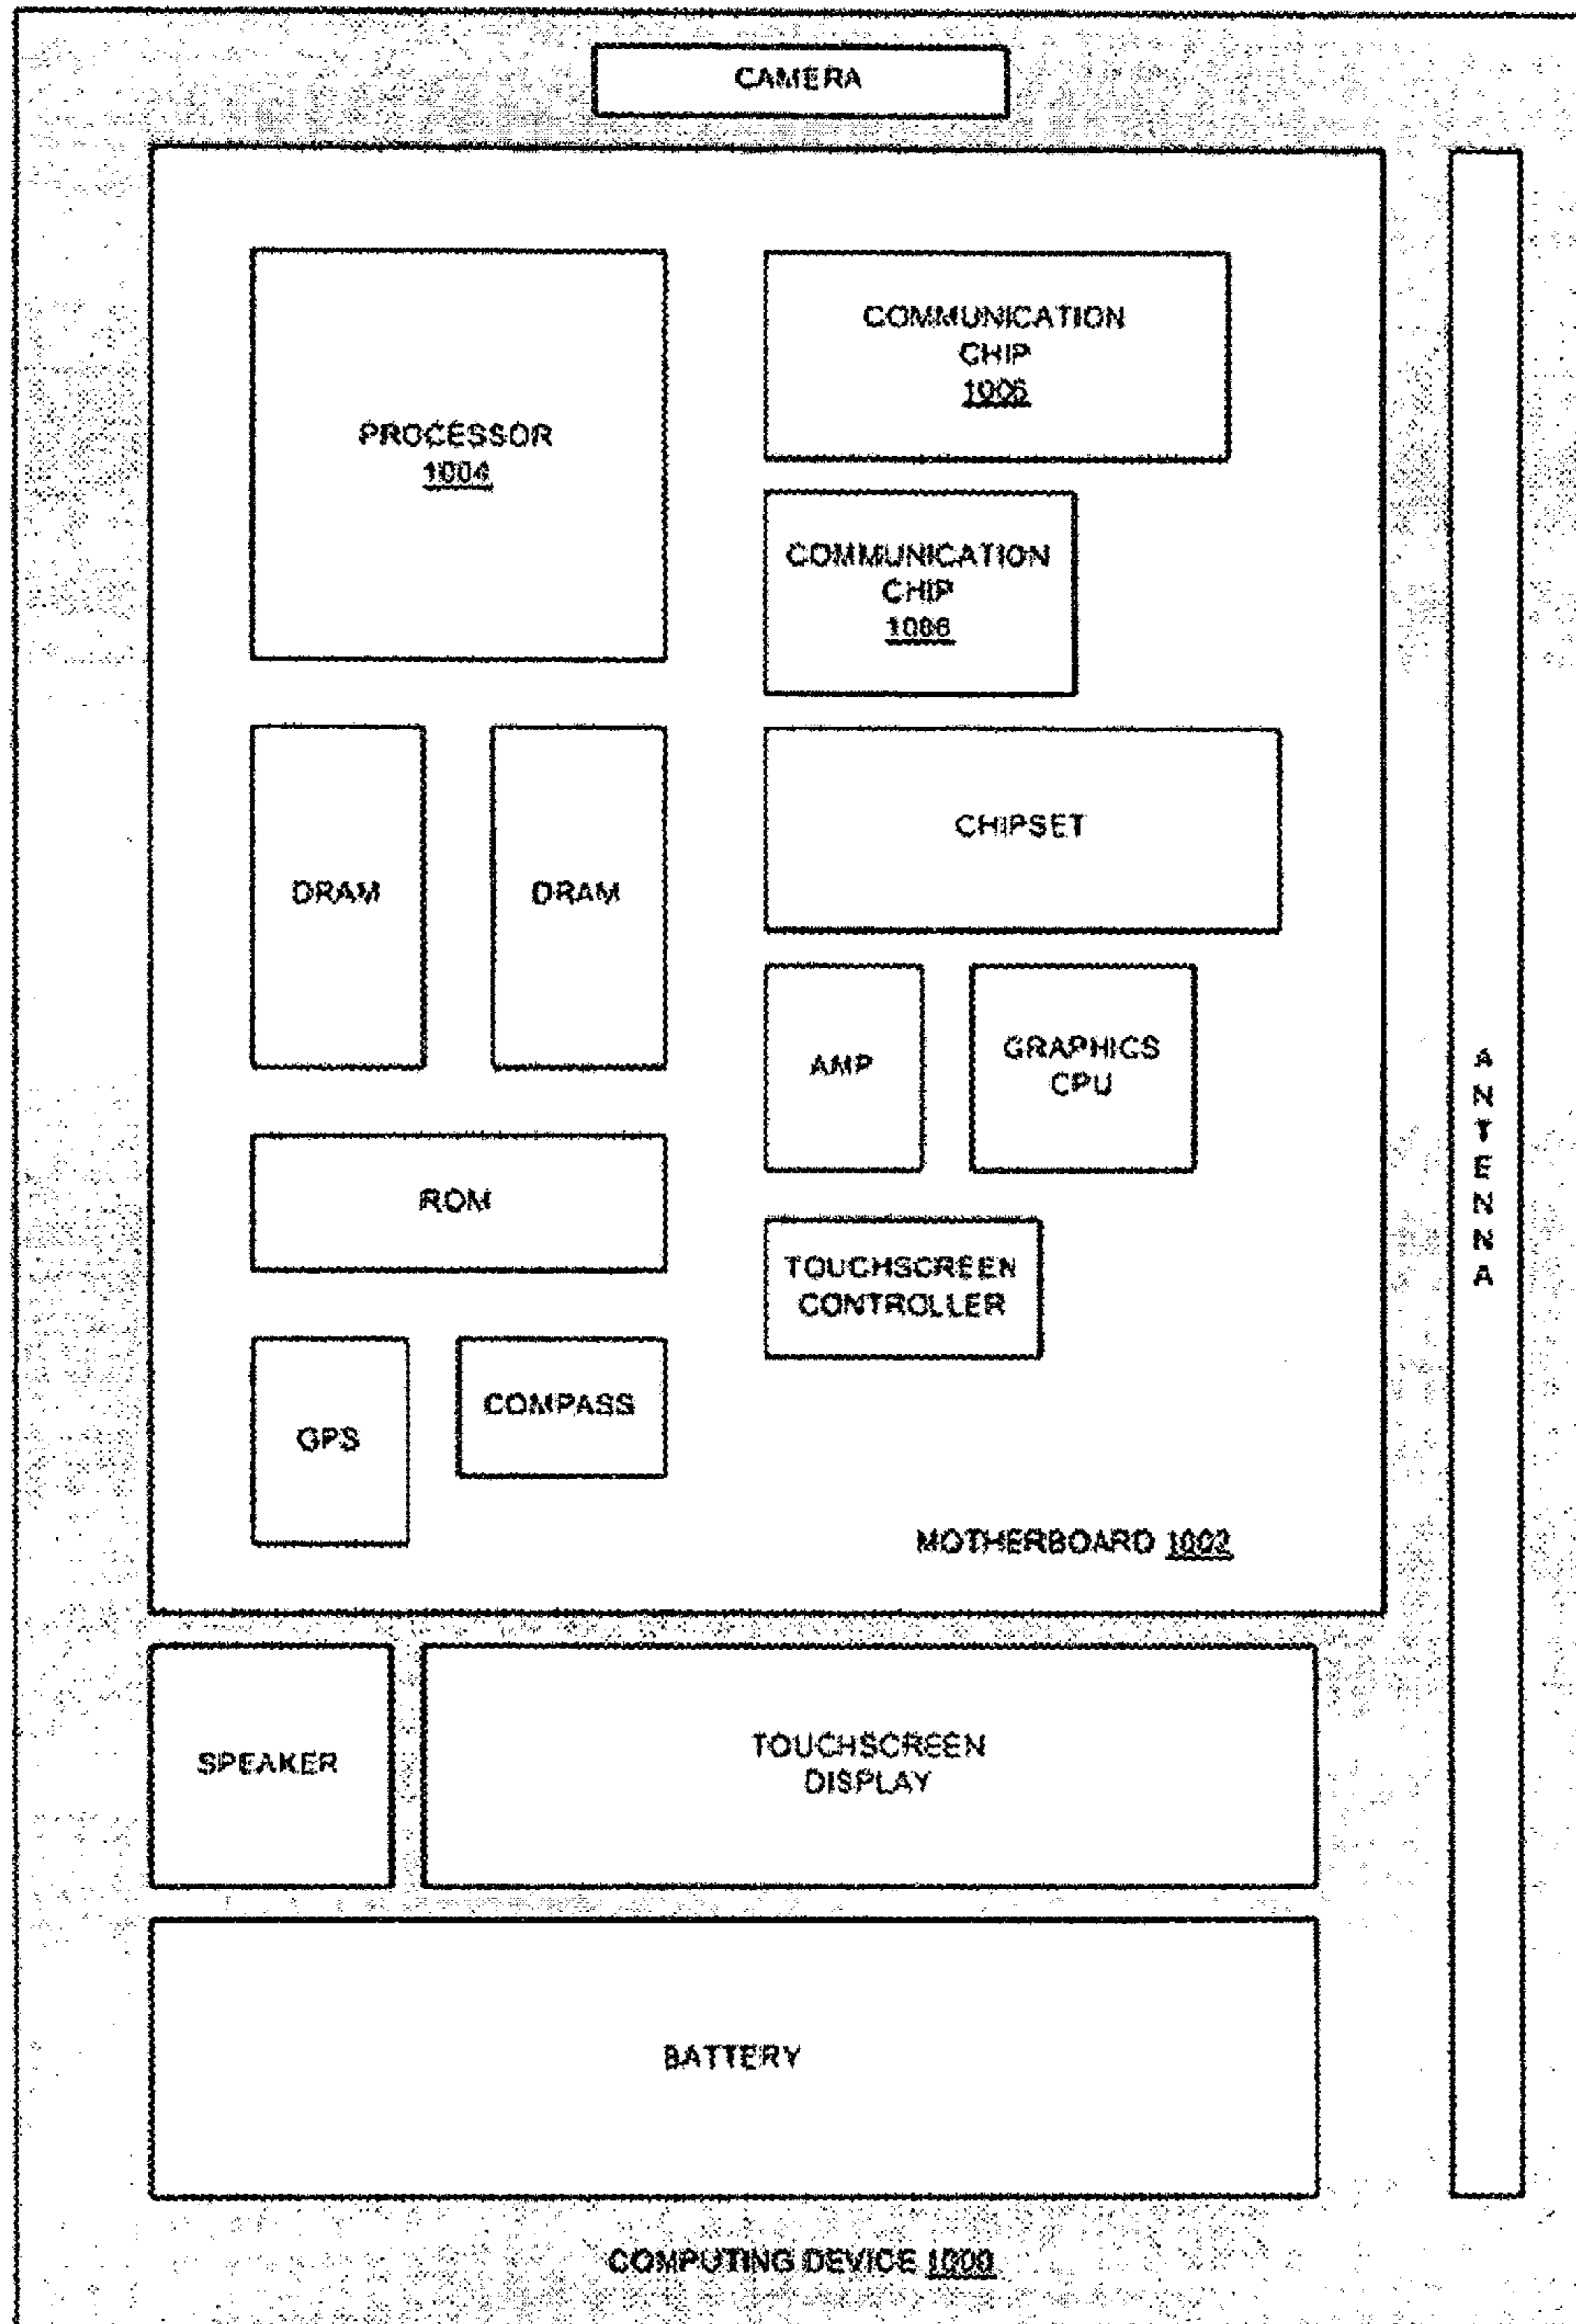 CAMERA
PROCESSOR
1004
COMMUNICATION
CHIP
1006
COMMUNICATION
CHIP
1006
DRAM
DRAM
CHIPSET
AMP
GRAPHICS
CPU
ROM
TOUCHSCREEN
CONTROLLER
GPS
COMPASS
MOTHERBOARD 1002
ANTENNA
SPEAKER
TOUCHSCREEN
DISPLAY
BATTERY
COMPUTING DEVICE 1000